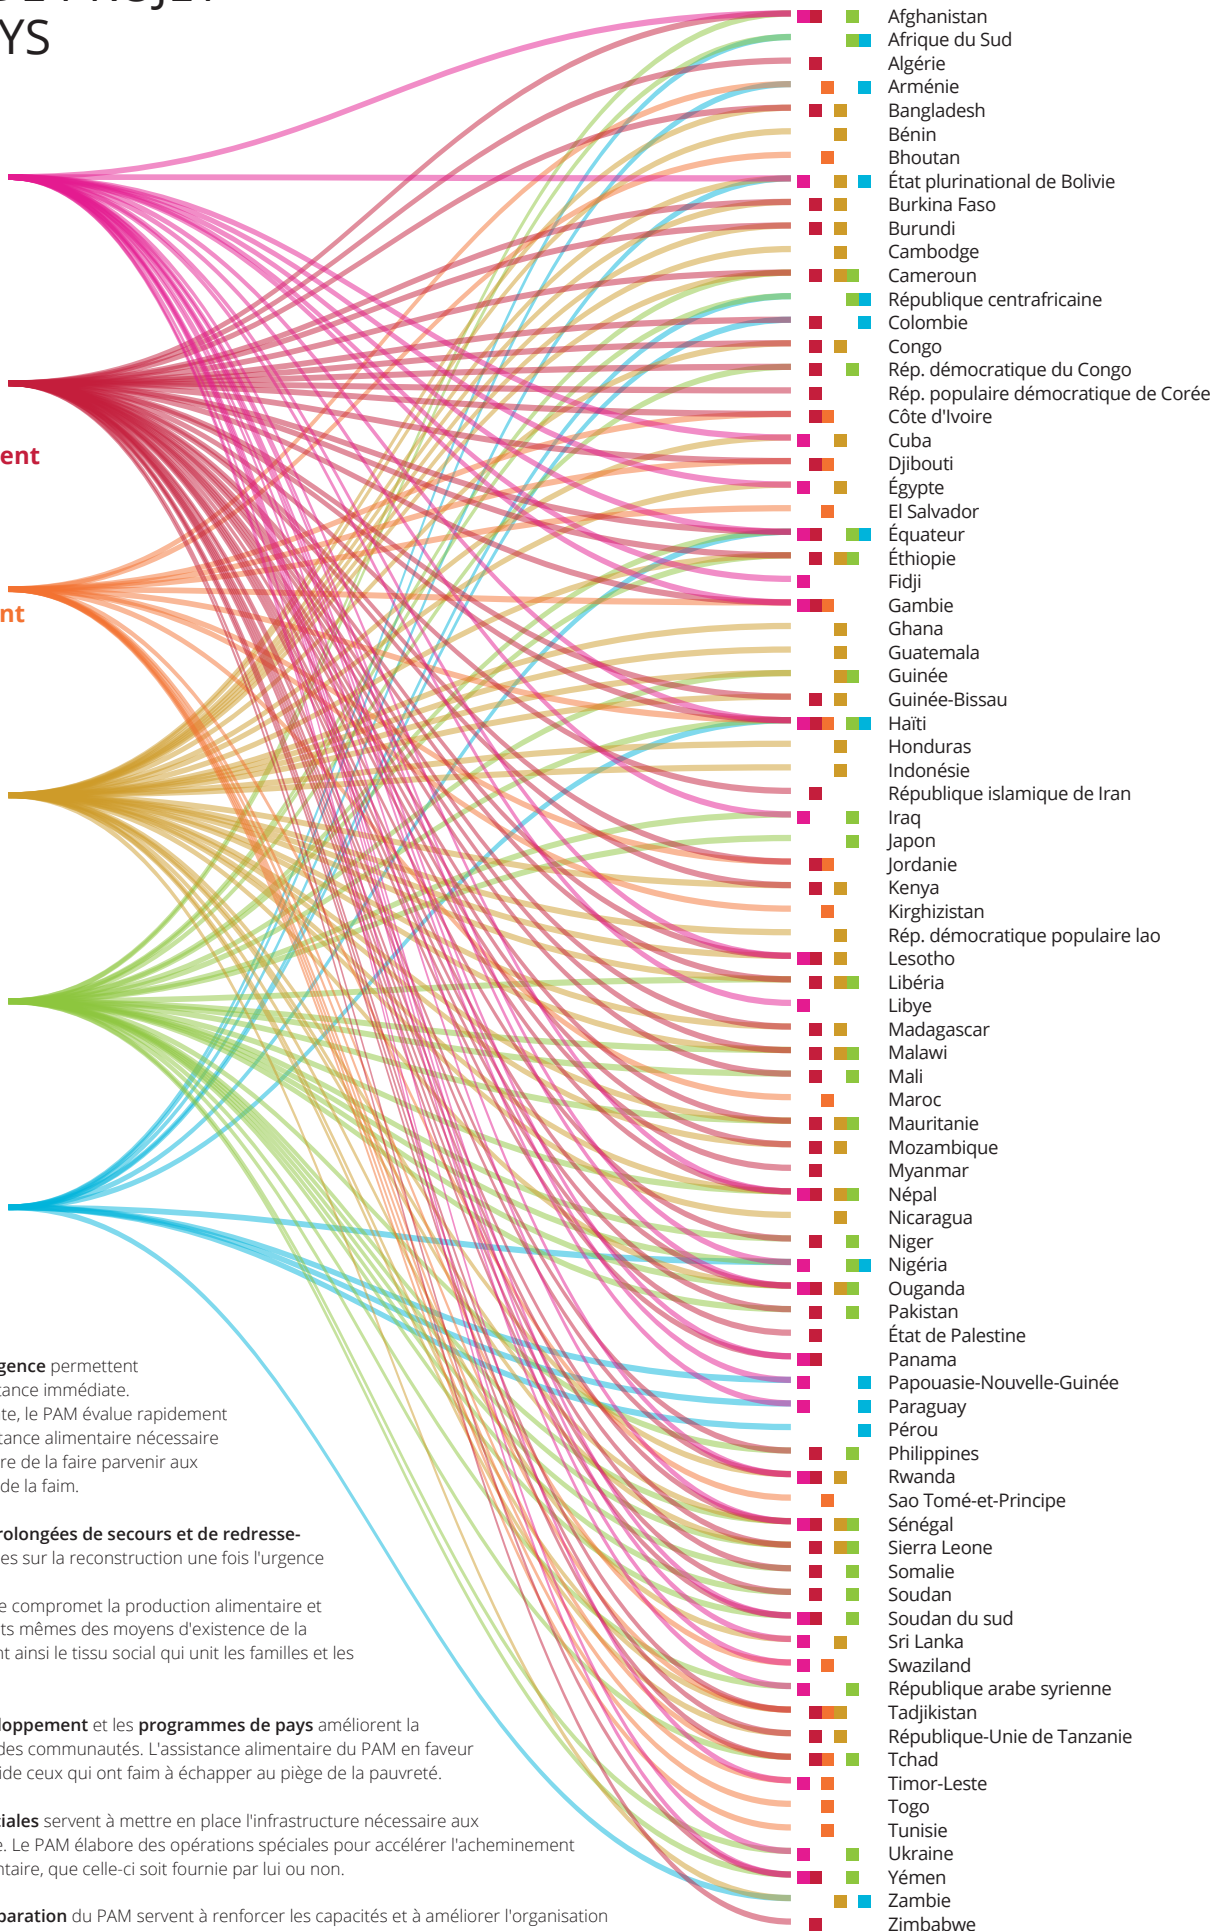 YS
ent
nt
Afghanistan
Afrique du Sud
Algérie
Arménie
Bangladesh
Bénin
Bhoutan
État plurinational de Bolivie
Burkina Faso
Burundi
Cambodge
Cameroun
République centrafricaine
Colombie
Congo
Rép. démocratique du Congo
Rép. populaire démocratique de Corée
Côte d'Ivoire
Cuba
Djibouti
Égypte
El Salvador
Équateur
Éthiopie
Fidji
Gambie
Ghana
Guatemala
Guinée
Guinée-Bissau
Haïti
Honduras
Indonésie
République islamique de Iran
Iraq
Japon
Jordanie
Kenya
Kirghizistan
Rép. démocratique populaire lao
Lesotho
Libéria
Libye
Madagascar
Malawi
Mali
Maroc
Mauritanie
Mozambique
Myanmar
Népal
Nicaragua
Niger
Nigéria
Ouganda
Pakistan
État de Palestine
Panama
Papouasie-Nouvelle-Guinée
Paraguay
Pérou
Philippines
Rwanda
Sao Tomé-et-Principe
Sénégal
Sierra Leone
Somalie
Soudan
Soudan du sud
Sri Lanka
Swaziland
République arabe syrienne
Tadjikistan
République-Unie de Tanzanie
Tchad
Timor-Leste
Togo
Tunisie
Ukraine
Yémen
Zambie
Zimbabwe
gence permettent
tance immédiate.
te, le PAM évalue rapidement
tance alimentaire nécessaire
re de la faire parvenir aux
de la faim.
rolongées de secours et de redresse-
es sur la reconstruction une fois l'urgence
e compromet la production alimentaire et
ts mêmes des moyens d'existence de la
nt ainsi le tissu social qui unit les familles et les
loppement et les programmes de pays améliorent la
des communautés. L'assistance alimentaire du PAM en faveur
ide ceux qui ont faim à échapper au piège de la pauvreté.
ciales servent à mettre en place l'infrastructure nécessaire aux
e. Le PAM élabore des opérations spéciales pour accélérer l'acheminement
ntaire, que celle-ci soit fournie par lui ou non.
paration du PAM servent à renforcer les capacités et à améliorer l'organisation